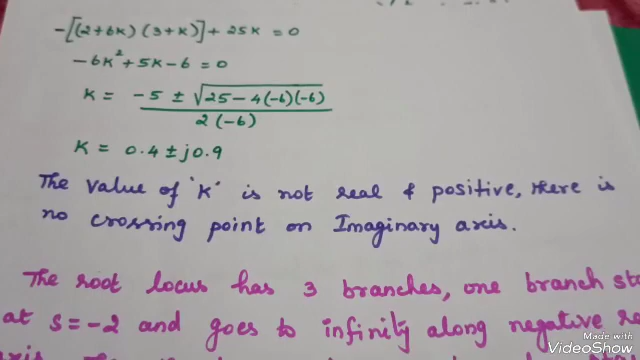 -[(2+6K)(3+K)]+25K = 0
-6K²+5K-6=0
K = -5 ± √25-4(-6)(-6)
2(-6)
K = 0.4 ± j0.9
The value of 'K' is not real & positive, there is
no crossing point on Imaginary axis.
The root locus has 3 branches, one branch
at s=-2 and goes to infinity along negative
Made with
VideoShow